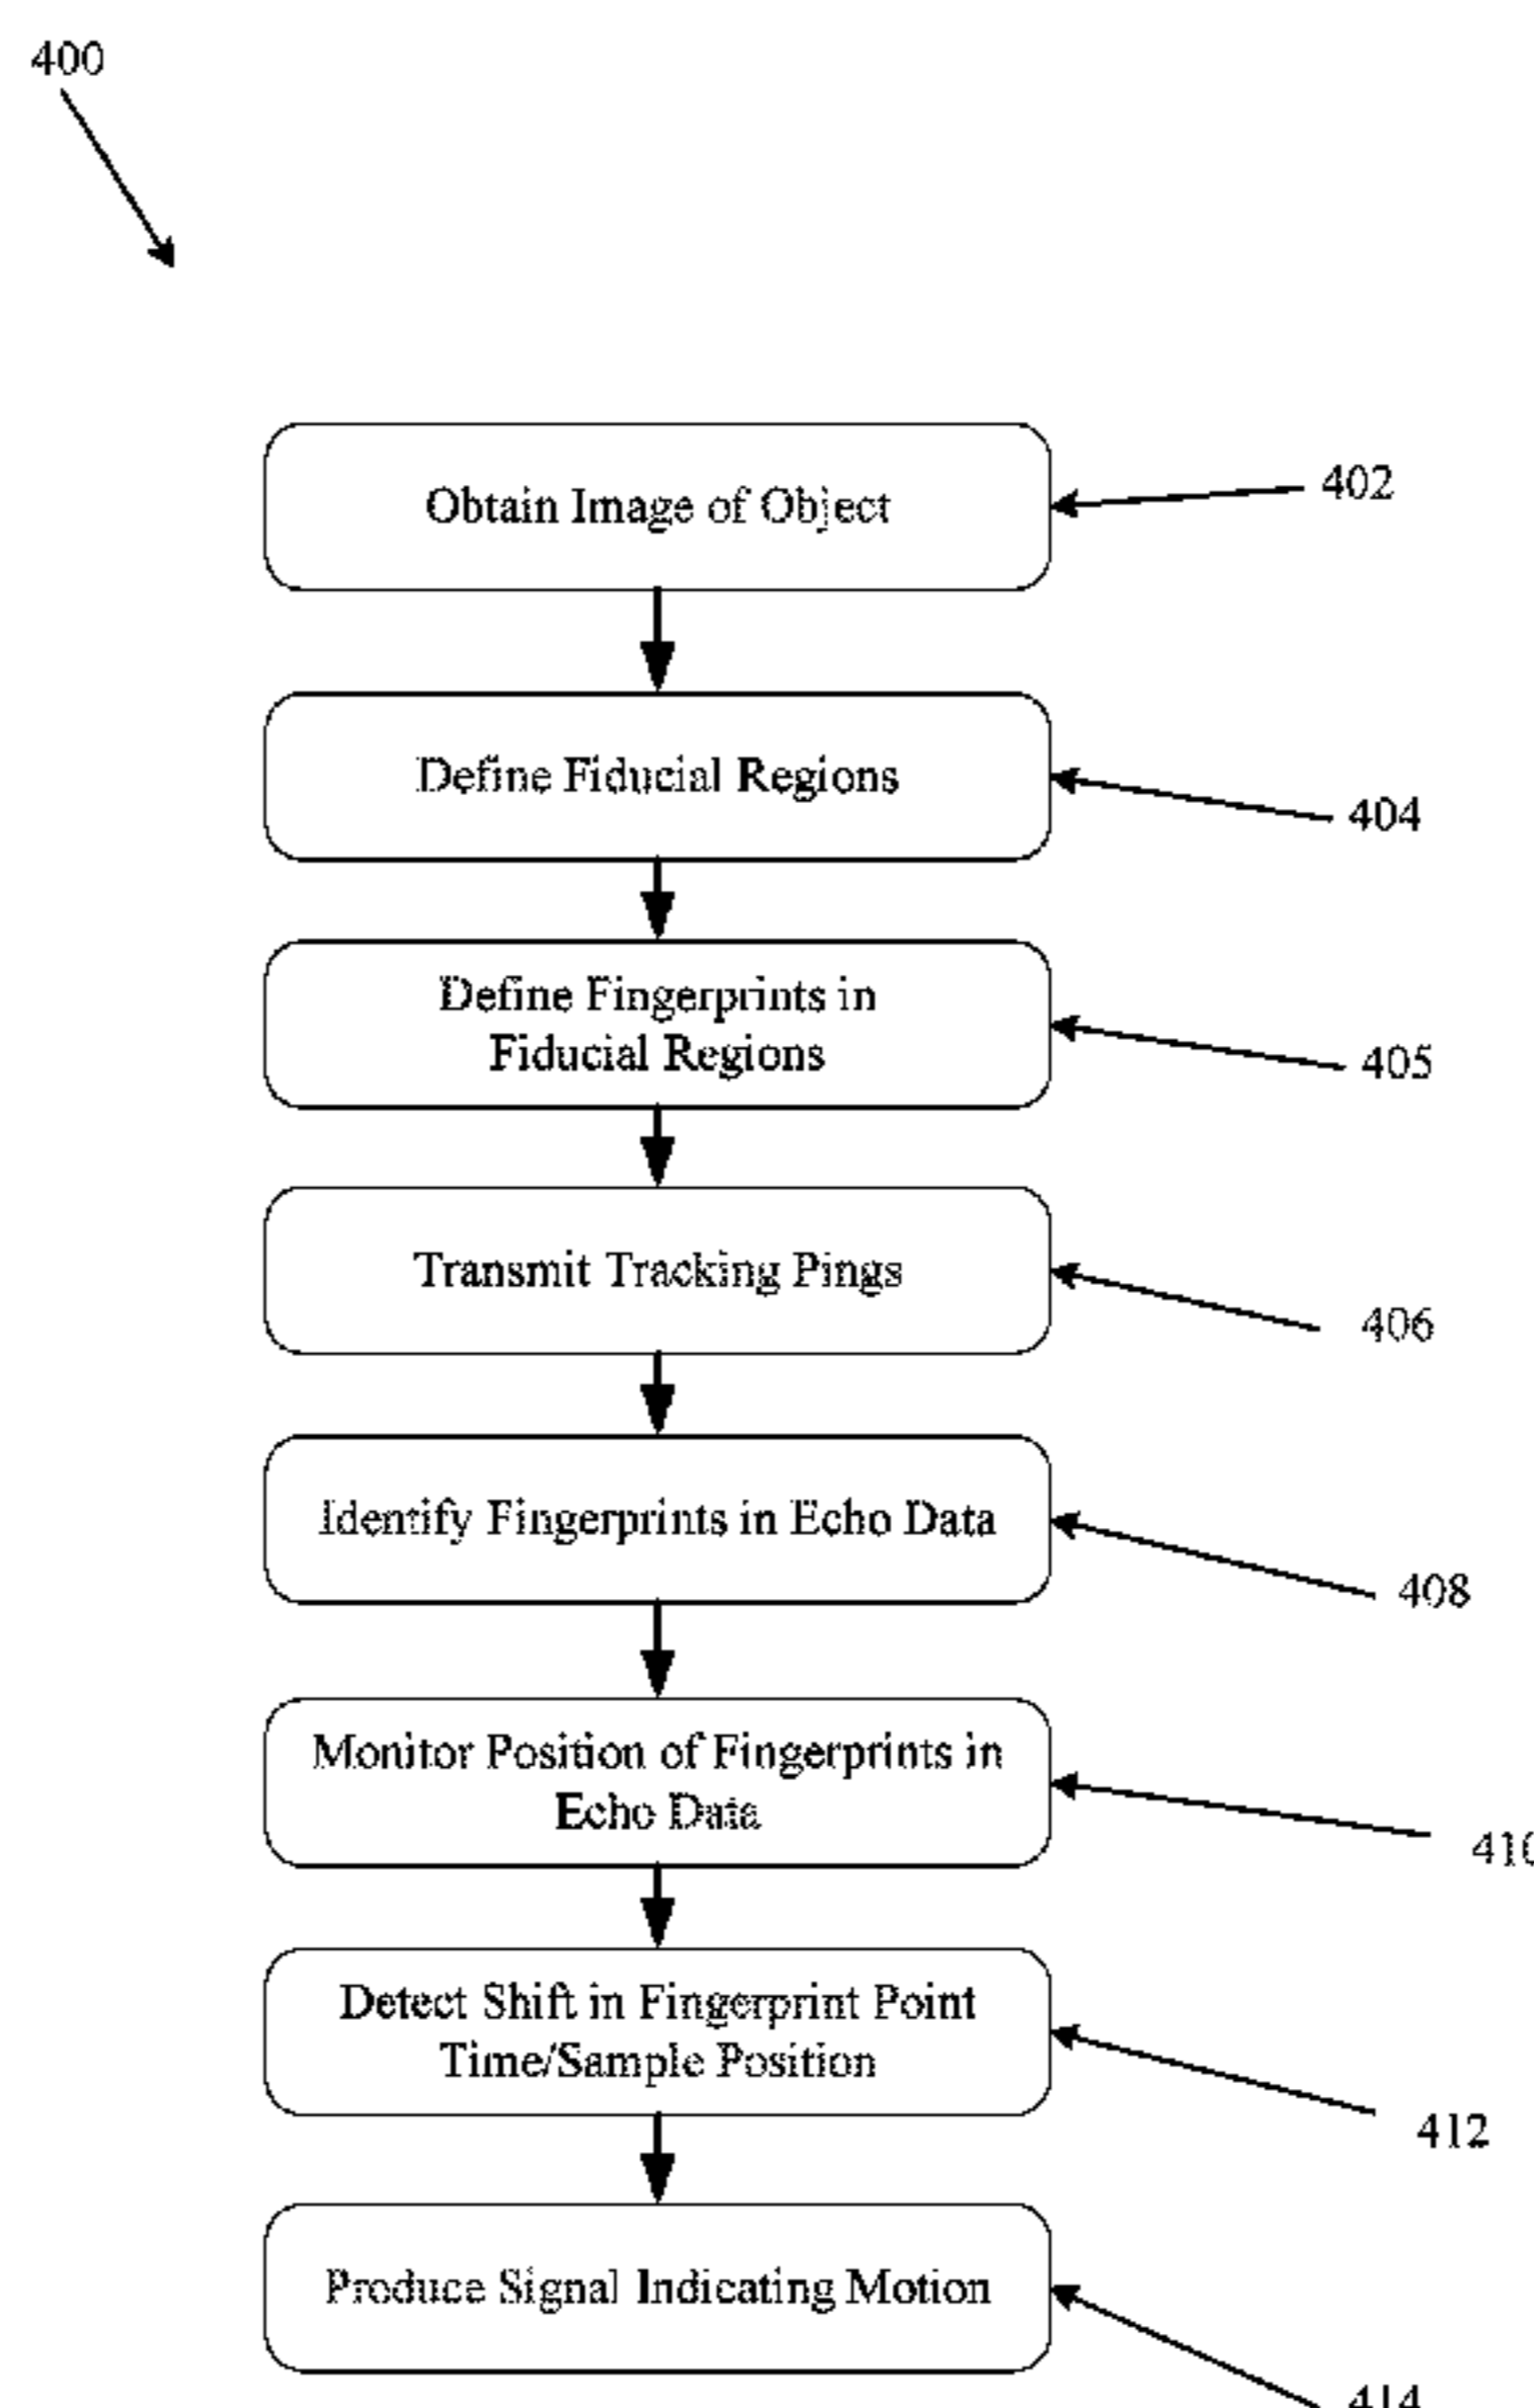 400
Obtain Image of Object
402
Define Fiducial Regions
404
Define Fingerprints in
Fiducial Regions
405
Transmit Tracking Pings
406
Identify Fingerprints in Echo Data
408
Monitor Position of Fingerprints in
Echo Data
410
Detect Shift in Fingerprint Point
Time/Sample Position
412
Produce Signal Indicating Motion
414